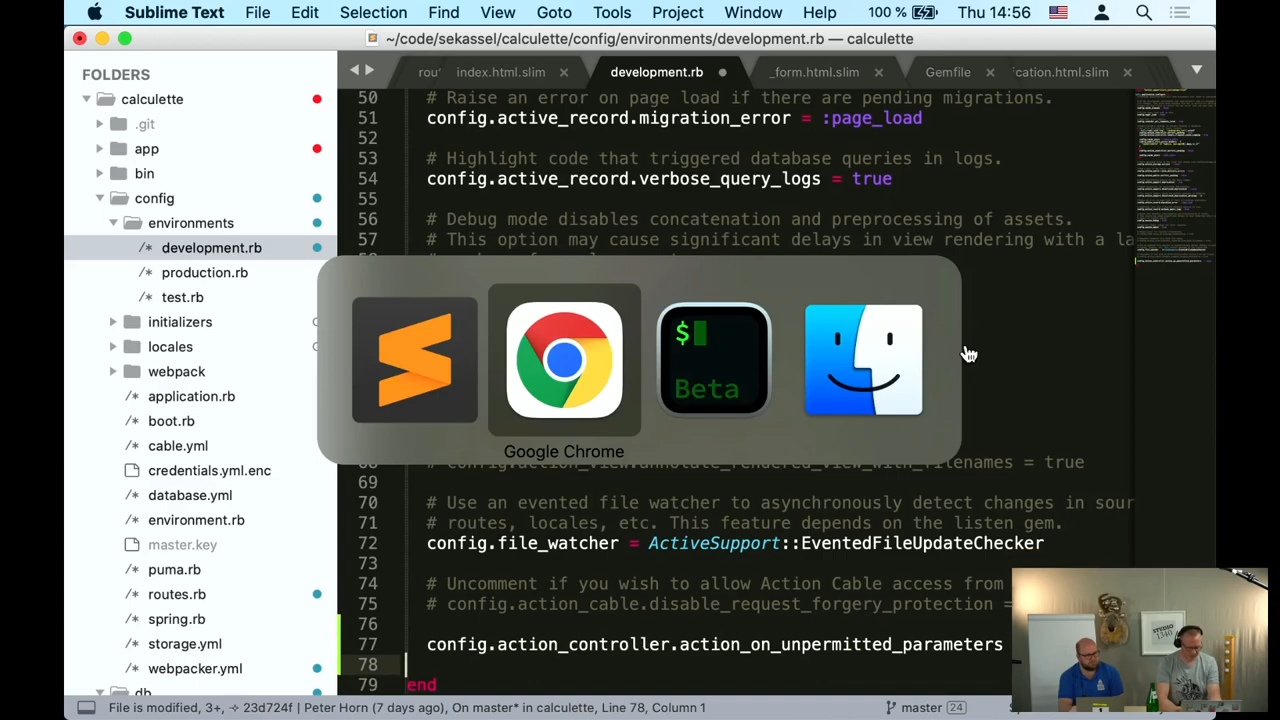 Sublime Text File Edit Selection Find View Goto Tools Project Window Help 100 % Thu 14:56
~/code/sekassel/calculette/config/environments/development.rb — calculette
FOLDERS
calculette
.git
app
bin
config
environments
development.rb
production.rb
test.rb
initializers
locales
webpack
application.rb
boot.rb
cable.yml
credentials.yml.enc
database.yml
environment.rb
master.key
puma.rb
routes.rb
spring.rb
storage.yml
webpacker.yml
db
index.html.slim development.rb _form.html.slim Gemfile ication.html.slim
50 # Raise an error on page load if there are pending migrations.
51 config.active_record.migration_error = :page_load
52
53 # Highlight code that triggered database queries in logs.
54 config.active_record.verbose_query_logs = true
55
56 # Debug mode disables concatenation and preprocessing of assets.
57 # This option may cause significant delays in view rendering with a la
$ Beta
Google Chrome
# config.action_view.annotate_rendered_view_with_filenames = true
69
70 # Use an evented file watcher to asynchronously detect changes in sour
71 # routes, locales, etc. This feature depends on the listen gem.
72 config.file_watcher = ActiveSupport::EventedFileUpdateChecker
73
74 # Uncomment if you wish to allow Action Cable access from
75 # config.action_cable.disable_request_forgery_protection =
76
77 config.action_controller.action_on_unpermitted_parameters
78
79 end
STUDIO
1340
File is modified, 3+, 23d724f | Peter Horn (7 days ago), On master* in calculette, Line 78, Column 1 master 24